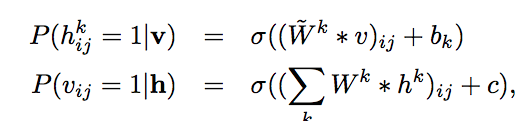 P(h^k_{ij} = 1|v) = σ((W̃^k ∗ v)_{ij} + b_k)
P(v_{ij} = 1|h) = σ((∑_k W^k ∗ h^k)_{ij} + c),